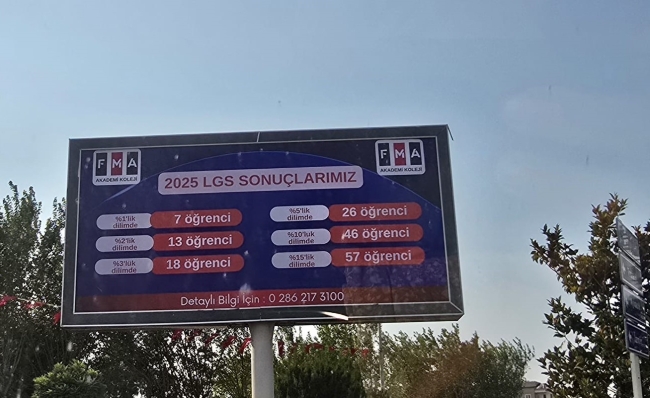 FMA
AKADEMİ KOLEJİ
FMA
AKADEMİ KOLEJİ
2025 LGS SONUÇLARIMIZ
%1'lik dilimde
7 öğrenci
%2'lik dilimde
13 öğrenci
%3'lük dilimde
18 öğrenci
%5'lik dilimde
26 öğrenci
%10'luk dilimde
46 öğrenci
%15'lik dilimde
57 öğrenci
Detaylı Bilgi İçin : 0 286 217 3100